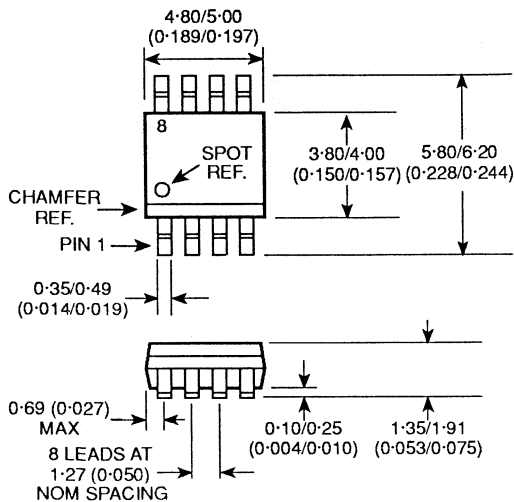 4·80/5·00
(0·189/0·197)
8
SPOT
REF.
3·80/4·00
(0·150/0·157)
5·80/6·20
(0·228/0·244)
CHAMFER
REF.
PIN 1
0·35/0·49
(0·014/0·019)
0·69 (0·027)
MAX
0·10/0·25
(0·004/0·010)
1·35/1·91
(0·053/0·075)
8 LEADS AT
1·27 (0·050)
NOM SPACING